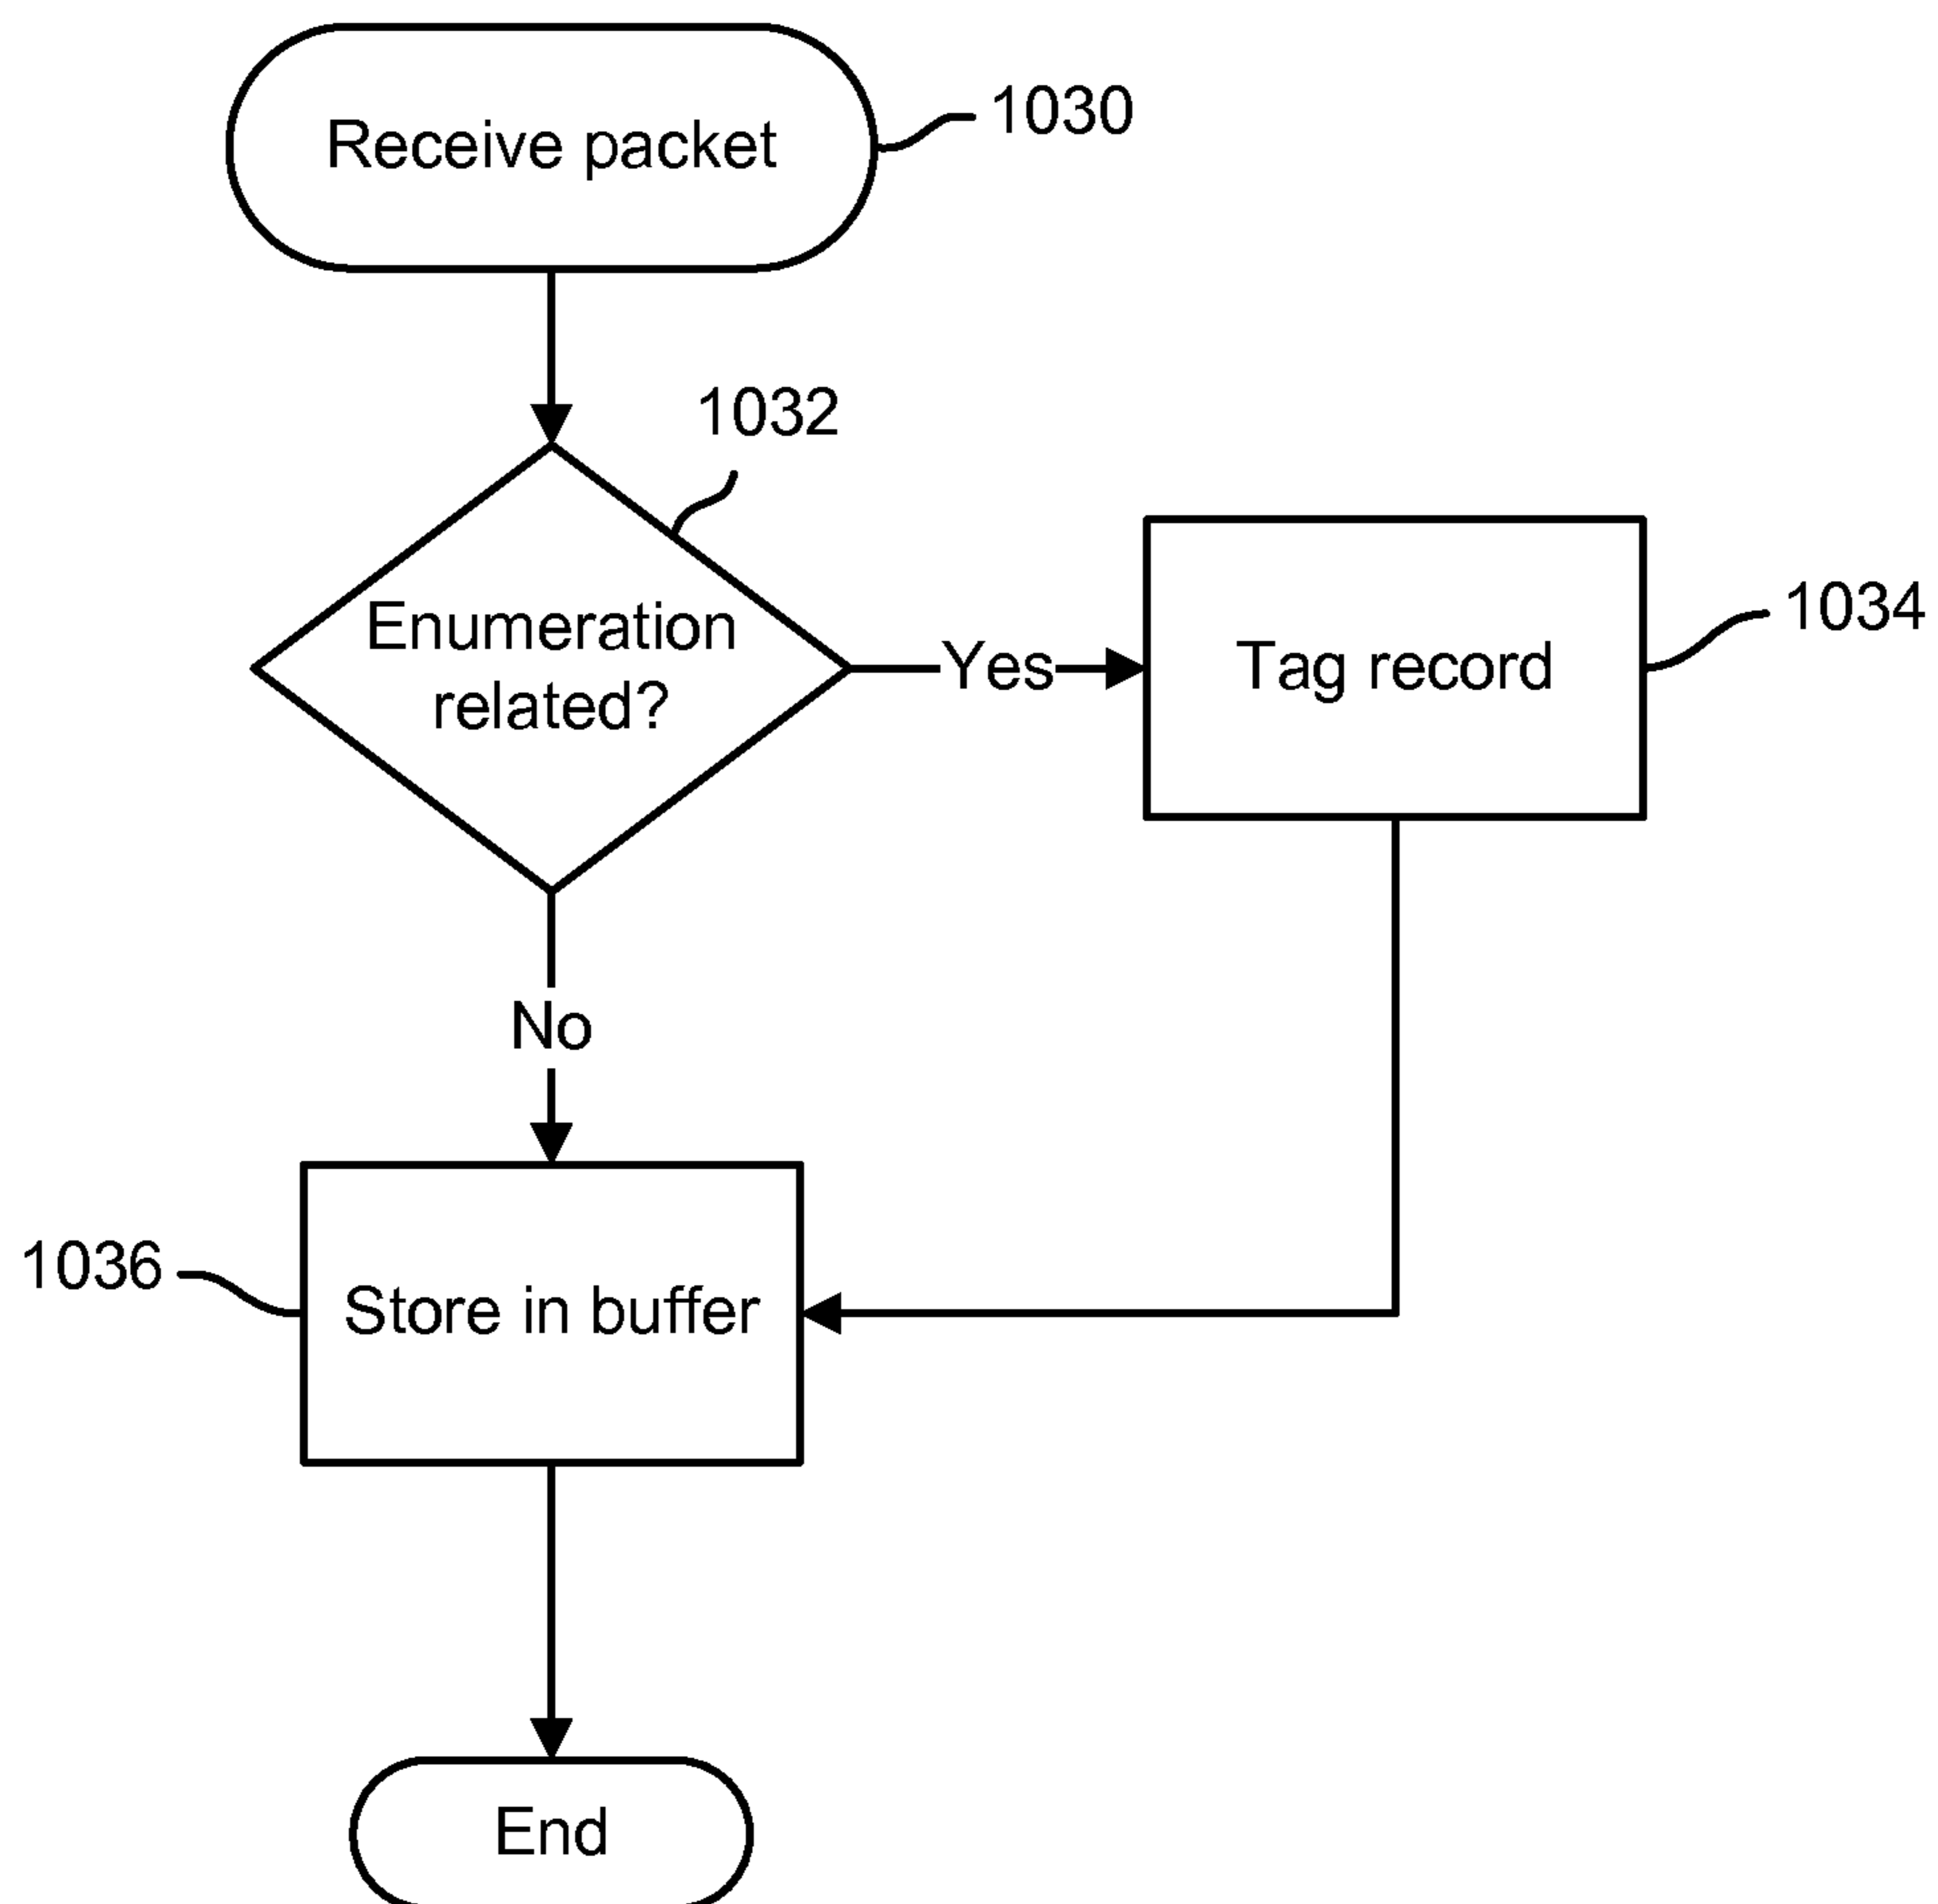 Receive packet
1030
1032
Enumeration
related?
Yes
Tag record
1034
No
1036
Store in buffer
End